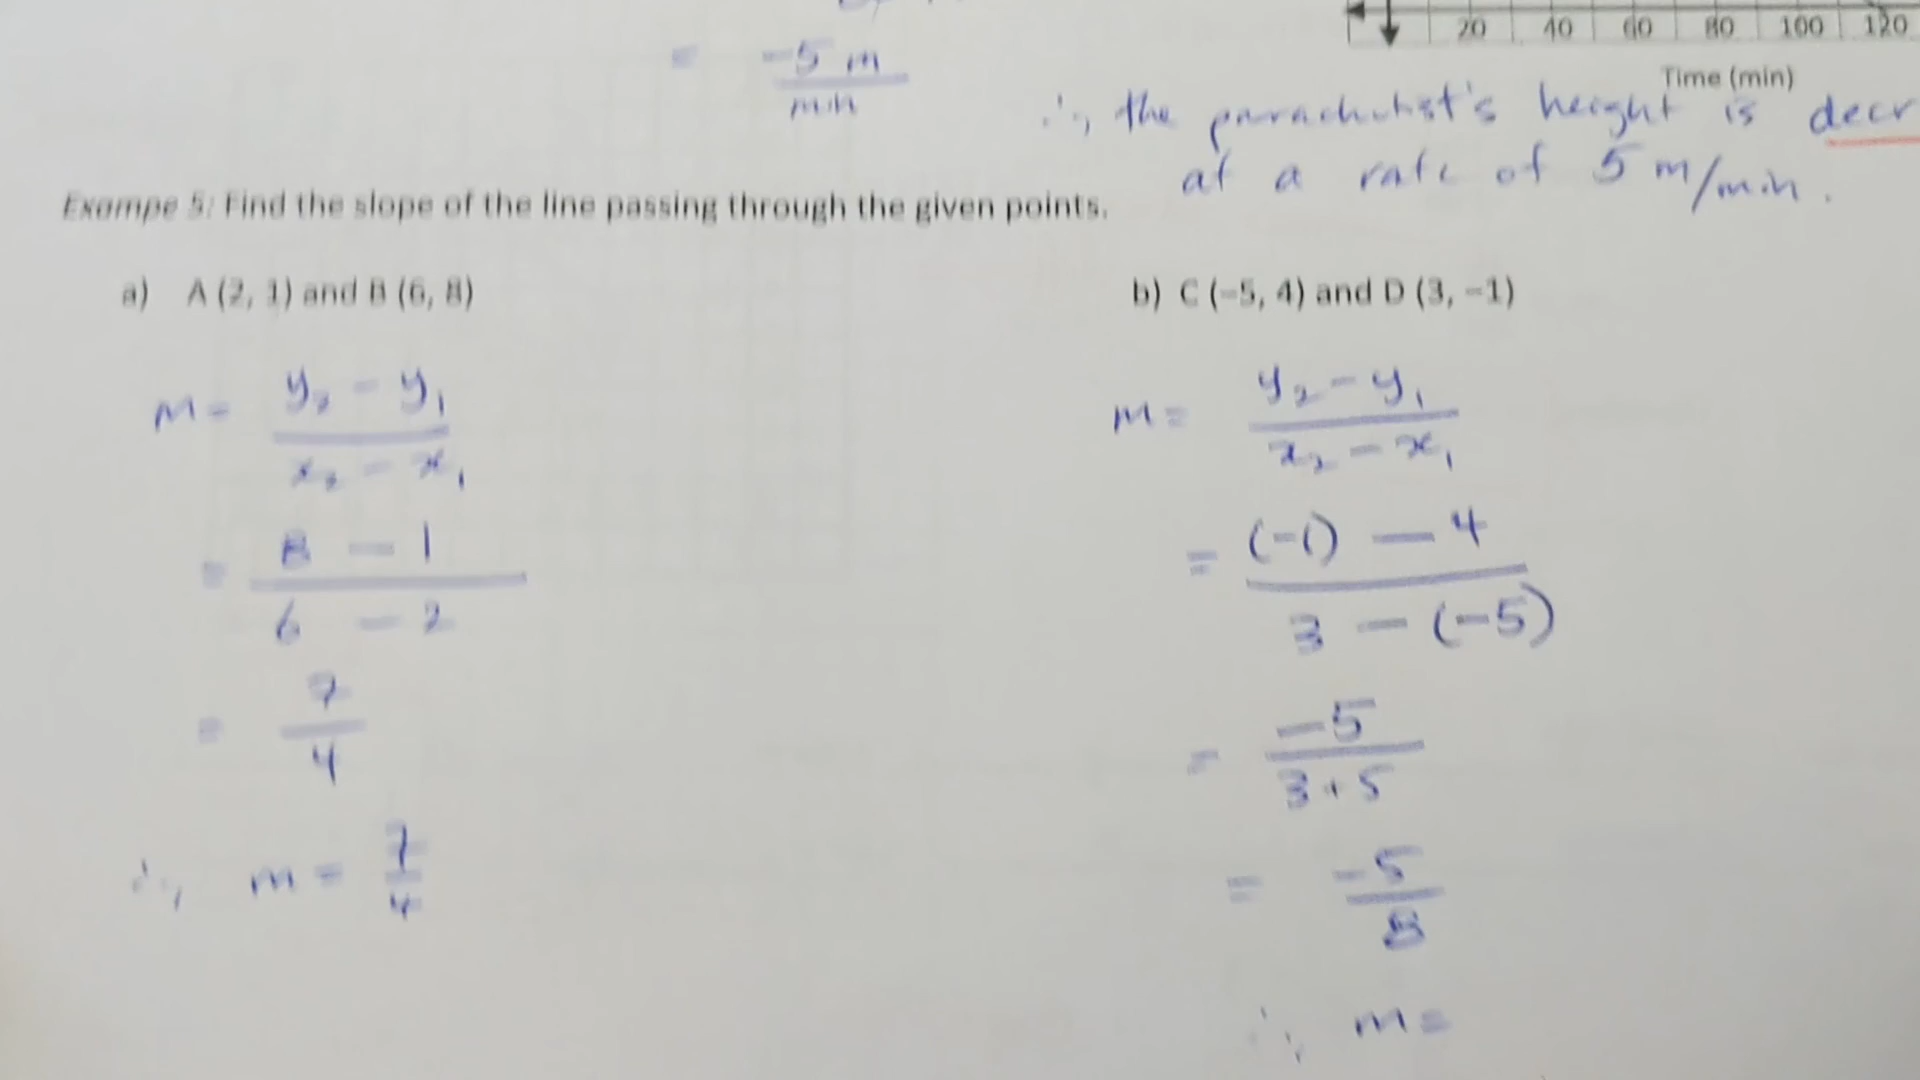 20 40 60 80 100 120
Time (min)
= -5 m
min
∴, the parachutist's height is decr
at a rate of 5 m/min.
Exampe 5: Find the slope of the line passing through the given points.
a) A (2, 1) and B (6, 8)
m = y₂ - y₁
x₂ - x₁
= 8 - 1
6 - 2
= 7
4
∴, m = 7
4
b) C (-5, 4) and D (3, -1)
m = y₂ - y₁
x₂ - x₁
= (-1) - 4
3 - (-5)
= -5
3 + 5
= -5
8
∴, m =